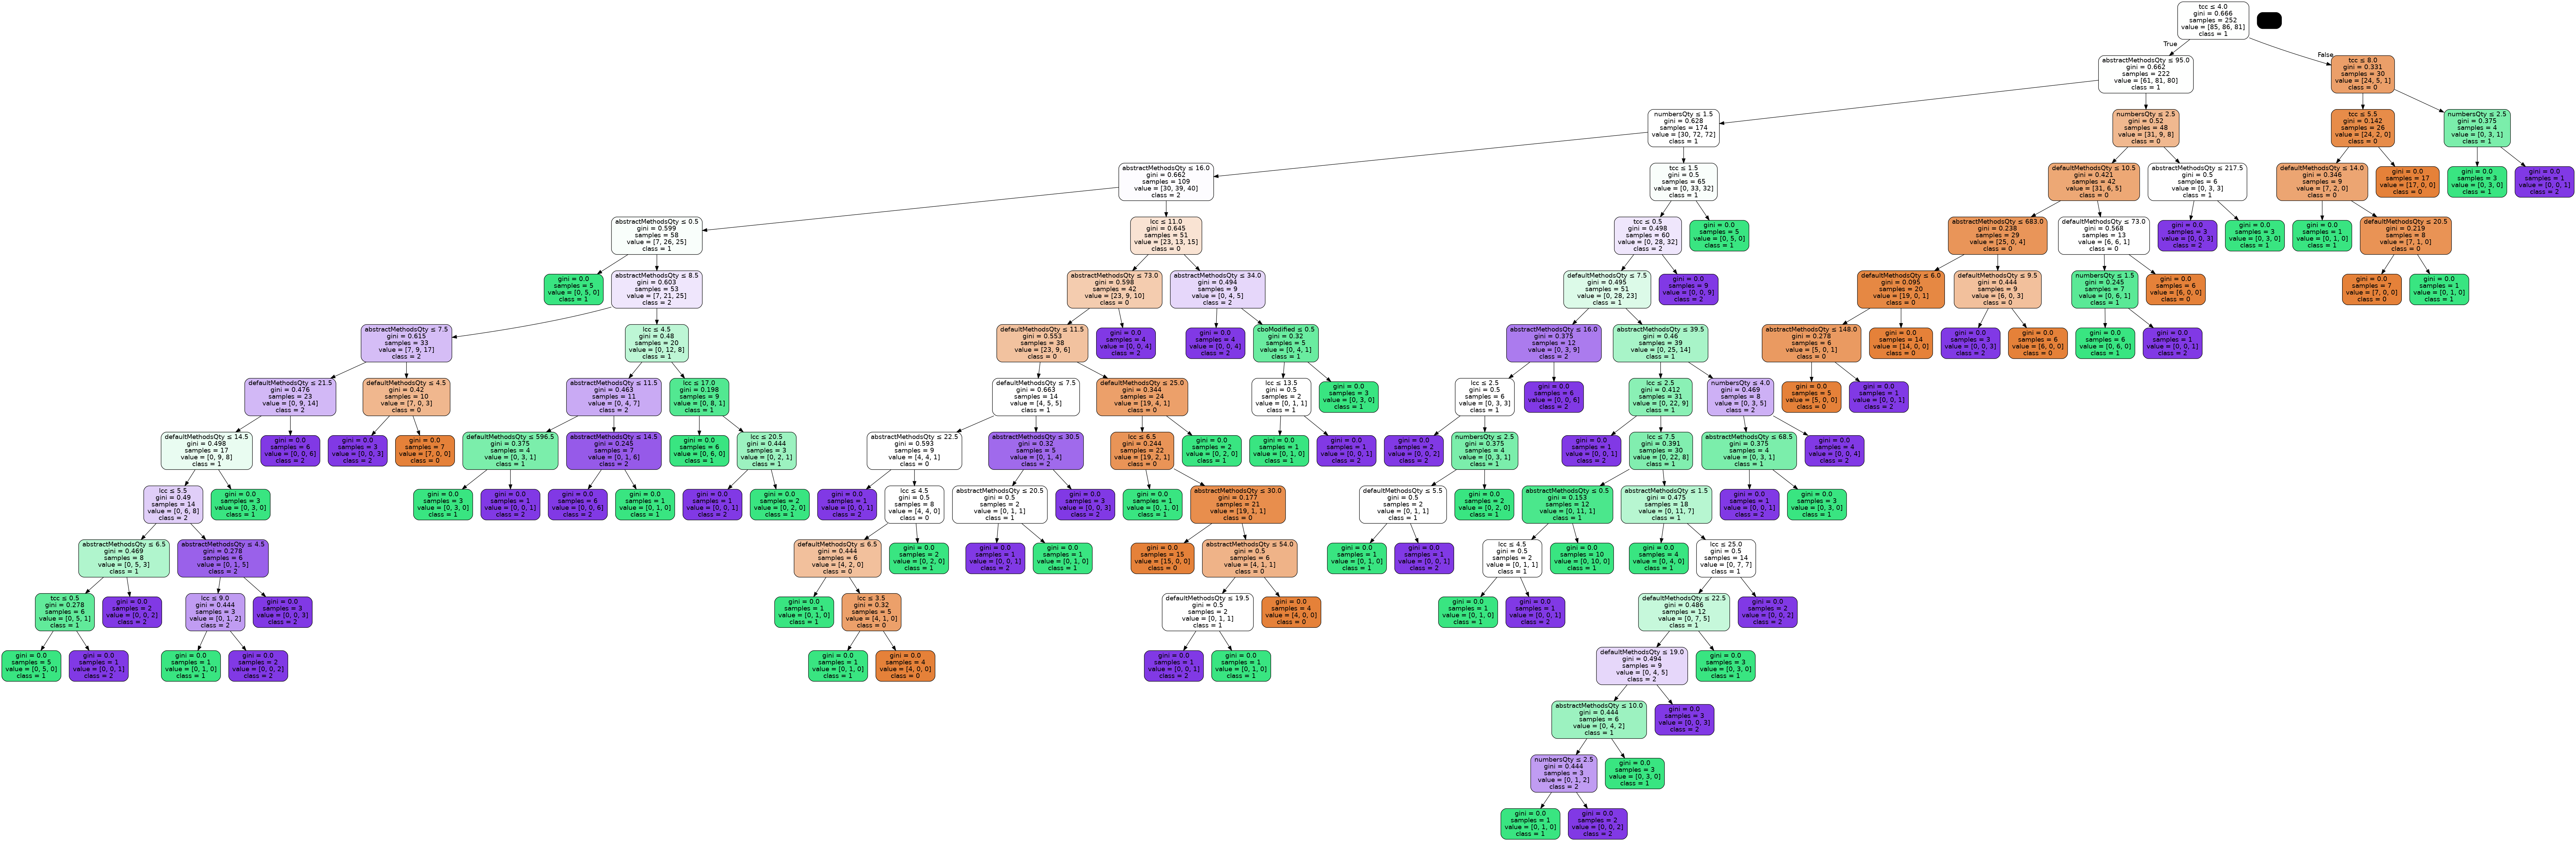 tcc ≤ 4.0
gini = 0.666
samples = 252
value = [85, 86, 81]
class = 1
True
False
abstractMethodsQty ≤ 95.0
gini = 0.662
samples = 222
value = [61, 81, 80]
class = 1
tcc ≤ 8.0
gini = 0.331
samples = 30
value = [24, 5, 1]
class = 0
numbersQty ≤ 1.5
gini = 0.628
samples = 174
value = [30, 72, 72]
class = 1
numbersQty ≤ 2.5
gini = 0.52
samples = 48
value = [31, 9, 8]
class = 0
tcc ≤ 5.5
gini = 0.142
samples = 26
value = [24, 2, 0]
class = 0
numbersQty ≤ 2.5
gini = 0.375
samples = 4
value = [0, 3, 1]
class = 1
abstractMethodsQty ≤ 16.0
gini = 0.662
samples = 109
value = [30, 39, 40]
class = 2
tcc ≤ 1.5
gini = 0.5
samples = 65
value = [0, 33, 32]
class = 1
defaultMethodsQty ≤ 10.5
gini = 0.421
samples = 42
value = [31, 6, 5]
class = 0
abstractMethodsQty ≤ 217.5
gini = 0.5
samples = 6
value = [0, 3, 3]
class = 1
defaultMethodsQty ≤ 14.0
gini = 0.346
samples = 9
value = [7, 2, 0]
class = 0
gini = 0.0
samples = 17
value = [17, 0, 0]
class = 0
gini = 0.0
samples = 3
value = [0, 3, 0]
class = 1
gini = 0.0
samples = 1
value = [0, 0, 1]
class = 2
abstractMethodsQty ≤ 0.5
gini = 0.599
samples = 58
value = [7, 26, 25]
class = 1
lcc ≤ 11.0
gini = 0.645
samples = 51
value = [23, 13, 15]
class = 0
tcc ≤ 0.5
gini = 0.498
samples = 60
value = [0, 28, 32]
class = 2
gini = 0.0
samples = 5
value = [0, 5, 0]
class = 1
abstractMethodsQty ≤ 683.0
gini = 0.238
samples = 29
value = [25, 0, 4]
class = 0
defaultMethodsQty ≤ 73.0
gini = 0.568
samples = 13
value = [6, 6, 1]
class = 0
gini = 0.0
samples = 3
value = [0, 0, 3]
class = 2
gini = 0.0
samples = 3
value = [0, 3, 0]
class = 1
gini = 0.0
samples = 1
value = [0, 1, 0]
class = 1
defaultMethodsQty ≤ 20.5
gini = 0.219
samples = 8
value = [7, 1, 0]
class = 0
gini = 0.0
samples = 5
value = [0, 5, 0]
class = 1
abstractMethodsQty ≤ 8.5
gini = 0.603
samples = 53
value = [7, 21, 25]
class = 2
abstractMethodsQty ≤ 73.0
gini = 0.598
samples = 42
value = [23, 9, 10]
class = 0
abstractMethodsQty ≤ 34.0
gini = 0.494
samples = 9
value = [0, 4, 5]
class = 2
defaultMethodsQty ≤ 7.5
gini = 0.495
samples = 51
value = [0, 28, 23]
class = 1
gini = 0.0
samples = 9
value = [0, 0, 9]
class = 2
defaultMethodsQty ≤ 6.0
gini = 0.095
samples = 20
value = [19, 0, 1]
class = 0
defaultMethodsQty ≤ 9.5
gini = 0.444
samples = 9
value = [6, 0, 3]
class = 0
numbersQty ≤ 1.5
gini = 0.245
samples = 7
value = [0, 6, 1]
class = 1
gini = 0.0
samples = 6
value = [6, 0, 0]
class = 0
gini = 0.0
samples = 7
value = [7, 0, 0]
class = 0
gini = 0.0
samples = 1
value = [0, 1, 0]
class = 1
abstractMethodsQty ≤ 7.5
gini = 0.615
samples = 33
value = [7, 9, 17]
class = 2
lcc ≤ 4.5
gini = 0.48
samples = 20
value = [0, 12, 8]
class = 1
defaultMethodsQty ≤ 11.5
gini = 0.553
samples = 38
value = [23, 9, 6]
class = 0
gini = 0.0
samples = 4
value = [0, 0, 4]
class = 2
gini = 0.0
samples = 4
value = [0, 0, 4]
class = 2
cboModified ≤ 0.5
gini = 0.32
samples = 5
value = [0, 4, 1]
class = 1
abstractMethodsQty ≤ 16.0
gini = 0.375
samples = 12
value = [0, 3, 9]
class = 2
abstractMethodsQty ≤ 39.5
gini = 0.46
samples = 39
value = [0, 25, 14]
class = 1
abstractMethodsQty ≤ 148.0
gini = 0.278
samples = 6
value = [5, 0, 1]
class = 0
gini = 0.0
samples = 14
value = [14, 0, 0]
class = 0
gini = 0.0
samples = 3
value = [0, 0, 3]
class = 2
gini = 0.0
samples = 6
value = [6, 0, 0]
class = 0
gini = 0.0
samples = 6
value = [0, 6, 0]
class = 1
gini = 0.0
samples = 1
value = [0, 0, 1]
class = 2
defaultMethodsQty ≤ 21.5
gini = 0.476
samples = 23
value = [0, 9, 14]
class = 2
defaultMethodsQty ≤ 4.5
gini = 0.42
samples = 10
value = [7, 0, 3]
class = 0
abstractMethodsQty ≤ 11.5
gini = 0.463
samples = 11
value = [0, 4, 7]
class = 2
lcc ≤ 17.0
gini = 0.198
samples = 9
value = [0, 8, 1]
class = 1
defaultMethodsQty ≤ 7.5
gini = 0.663
samples = 14
value = [4, 5, 5]
class = 1
defaultMethodsQty ≤ 25.0
gini = 0.344
samples = 24
value = [19, 4, 1]
class = 0
lcc ≤ 13.5
gini = 0.5
samples = 2
value = [0, 1, 1]
class = 1
gini = 0.0
samples = 3
value = [0, 3, 0]
class = 1
lcc ≤ 2.5
gini = 0.5
samples = 6
value = [0, 3, 3]
class = 1
gini = 0.0
samples = 6
value = [0, 0, 6]
class = 2
lcc ≤ 2.5
gini = 0.412
samples = 31
value = [0, 22, 9]
class = 1
numbersQty ≤ 4.0
gini = 0.469
samples = 8
value = [0, 3, 5]
class = 2
gini = 0.0
samples = 5
value = [5, 0, 0]
class = 0
gini = 0.0
samples = 1
value = [0, 0, 1]
class = 2
defaultMethodsQty ≤ 14.5
gini = 0.498
samples = 17
value = [0, 9, 8]
class = 1
gini = 0.0
samples = 6
value = [0, 0, 6]
class = 2
gini = 0.0
samples = 3
value = [0, 0, 3]
class = 2
gini = 0.0
samples = 7
value = [7, 0, 0]
class = 0
defaultMethodsQty ≤ 596.5
gini = 0.375
samples = 4
value = [0, 3, 1]
class = 1
abstractMethodsQty ≤ 14.5
gini = 0.245
samples = 7
value = [0, 1, 6]
class = 2
gini = 0.0
samples = 6
value = [0, 6, 0]
class = 1
lcc ≤ 20.5
gini = 0.444
samples = 3
value = [0, 2, 1]
class = 1
abstractMethodsQty ≤ 22.5
gini = 0.593
samples = 9
value = [4, 4, 1]
class = 0
abstractMethodsQty ≤ 30.5
gini = 0.32
samples = 5
value = [0, 1, 4]
class = 2
lcc ≤ 6.5
gini = 0.244
samples = 22
value = [19, 2, 1]
class = 0
gini = 0.0
samples = 2
value = [0, 2, 0]
class = 1
gini = 0.0
samples = 1
value = [0, 1, 0]
class = 1
gini = 0.0
samples = 1
value = [0, 0, 1]
class = 2
gini = 0.0
samples = 2
value = [0, 0, 2]
class = 2
numbersQty ≤ 2.5
gini = 0.375
samples = 4
value = [0, 3, 1]
class = 1
gini = 0.0
samples = 1
value = [0, 0, 1]
class = 2
lcc ≤ 7.5
gini = 0.391
samples = 30
value = [0, 22, 8]
class = 1
abstractMethodsQty ≤ 68.5
gini = 0.375
samples = 4
value = [0, 3, 1]
class = 1
gini = 0.0
samples = 4
value = [0, 0, 4]
class = 2
lcc ≤ 5.5
gini = 0.49
samples = 14
value = [0, 6, 8]
class = 2
gini = 0.0
samples = 3
value = [0, 3, 0]
class = 1
gini = 0.0
samples = 3
value = [0, 3, 0]
class = 1
gini = 0.0
samples = 1
value = [0, 0, 1]
class = 2
gini = 0.0
samples = 6
value = [0, 0, 6]
class = 2
gini = 0.0
samples = 1
value = [0, 1, 0]
class = 1
gini = 0.0
samples = 1
value = [0, 0, 1]
class = 2
gini = 0.0
samples = 2
value = [0, 2, 0]
class = 1
gini = 0.0
samples = 1
value = [0, 0, 1]
class = 2
lcc ≤ 4.5
gini = 0.5
samples = 8
value = [4, 4, 0]
class = 0
abstractMethodsQty ≤ 20.5
gini = 0.5
samples = 2
value = [0, 1, 1]
class = 1
gini = 0.0
samples = 3
value = [0, 0, 3]
class = 2
gini = 0.0
samples = 1
value = [0, 1, 0]
class = 1
abstractMethodsQty ≤ 30.0
gini = 0.177
samples = 21
value = [19, 1, 1]
class = 0
defaultMethodsQty ≤ 5.5
gini = 0.5
samples = 2
value = [0, 1, 1]
class = 1
gini = 0.0
samples = 2
value = [0, 2, 0]
class = 1
abstractMethodsQty ≤ 0.5
gini = 0.153
samples = 12
value = [0, 11, 1]
class = 1
abstractMethodsQty ≤ 1.5
gini = 0.475
samples = 18
value = [0, 11, 7]
class = 1
gini = 0.0
samples = 1
value = [0, 0, 1]
class = 2
gini = 0.0
samples = 3
value = [0, 3, 0]
class = 1
abstractMethodsQty ≤ 6.5
gini = 0.469
samples = 8
value = [0, 5, 3]
class = 1
abstractMethodsQty ≤ 4.5
gini = 0.278
samples = 6
value = [0, 1, 5]
class = 2
defaultMethodsQty ≤ 6.5
gini = 0.444
samples = 6
value = [4, 2, 0]
class = 0
gini = 0.0
samples = 2
value = [0, 2, 0]
class = 1
gini = 0.0
samples = 1
value = [0, 0, 1]
class = 2
gini = 0.0
samples = 1
value = [0, 1, 0]
class = 1
gini = 0.0
samples = 15
value = [15, 0, 0]
class = 0
abstractMethodsQty ≤ 54.0
gini = 0.5
samples = 6
value = [4, 1, 1]
class = 0
gini = 0.0
samples = 1
value = [0, 1, 0]
class = 1
gini = 0.0
samples = 1
value = [0, 0, 1]
class = 2
lcc ≤ 4.5
gini = 0.5
samples = 2
value = [0, 1, 1]
class = 1
gini = 0.0
samples = 10
value = [0, 10, 0]
class = 1
gini = 0.0
samples = 4
value = [0, 4, 0]
class = 1
lcc ≤ 25.0
gini = 0.5
samples = 14
value = [0, 7, 7]
class = 1
tcc ≤ 0.5
gini = 0.278
samples = 6
value = [0, 5, 1]
class = 1
gini = 0.0
samples = 2
value = [0, 0, 2]
class = 2
lcc ≤ 9.0
gini = 0.444
samples = 3
value = [0, 1, 2]
class = 2
gini = 0.0
samples = 3
value = [0, 0, 3]
class = 2
gini = 0.0
samples = 1
value = [0, 1, 0]
class = 1
lcc ≤ 3.5
gini = 0.32
samples = 5
value = [4, 1, 0]
class = 0
defaultMethodsQty ≤ 19.5
gini = 0.5
samples = 2
value = [0, 1, 1]
class = 1
gini = 0.0
samples = 4
value = [4, 0, 0]
class = 0
gini = 0.0
samples = 1
value = [0, 1, 0]
class = 1
gini = 0.0
samples = 1
value = [0, 0, 1]
class = 2
defaultMethodsQty ≤ 22.5
gini = 0.486
samples = 12
value = [0, 7, 5]
class = 1
gini = 0.0
samples = 2
value = [0, 0, 2]
class = 2
gini = 0.0
samples = 5
value = [0, 5, 0]
class = 1
gini = 0.0
samples = 1
value = [0, 0, 1]
class = 2
gini = 0.0
samples = 1
value = [0, 1, 0]
class = 1
gini = 0.0
samples = 2
value = [0, 0, 2]
class = 2
gini = 0.0
samples = 1
value = [0, 1, 0]
class = 1
gini = 0.0
samples = 4
value = [4, 0, 0]
class = 0
gini = 0.0
samples = 1
value = [0, 0, 1]
class = 2
gini = 0.0
samples = 1
value = [0, 1, 0]
class = 1
defaultMethodsQty ≤ 19.0
gini = 0.494
samples = 9
value = [0, 4, 5]
class = 2
gini = 0.0
samples = 3
value = [0, 3, 0]
class = 1
abstractMethodsQty ≤ 10.0
gini = 0.444
samples = 6
value = [0, 4, 2]
class = 1
gini = 0.0
samples = 3
value = [0, 0, 3]
class = 2
numbersQty ≤ 2.5
gini = 0.444
samples = 3
value = [0, 1, 2]
class = 2
gini = 0.0
samples = 3
value = [0, 3, 0]
class = 1
gini = 0.0
samples = 1
value = [0, 1, 0]
class = 1
gini = 0.0
samples = 2
value = [0, 0, 2]
class = 2